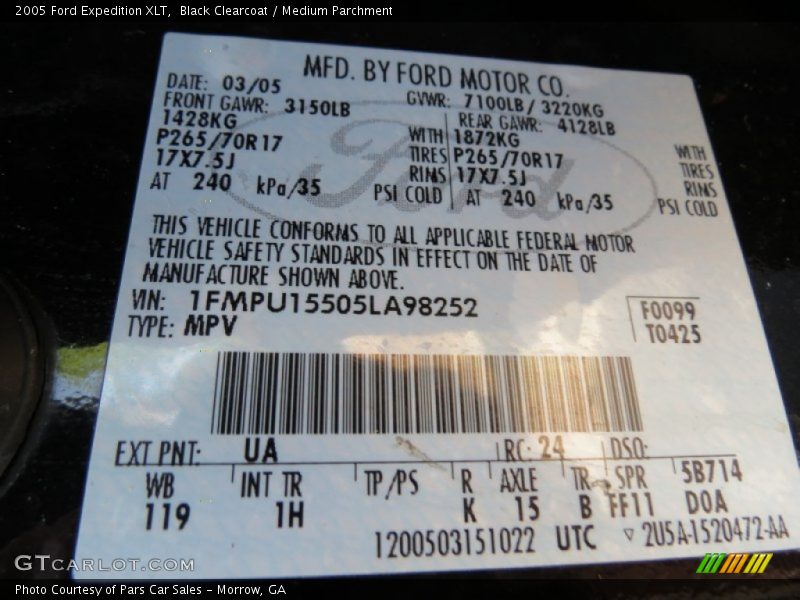 2005 Ford Expedition XLT, Black Clearcoat / Medium Parchment
MFD. BY FORD MOTOR CO.
DATE: 03/05 GVWR: 7100LB / 3220KG
FRONT GAWR: 3150LB REAR GAWR: 4128LB
1428KG WITH 1872KG WITH
P265/70R17 TIRES P265/70R17 TIRES
17X7.5J RIMS 17X7.5J RIMS
AT 240 kPa/35 PSI COLD AT 240 kPa/35 PSI COLD
Ford
THIS VEHICLE CONFORMS TO ALL APPLICABLE FEDERAL MOTOR
VEHICLE SAFETY STANDARDS IN EFFECT ON THE DATE OF
MANUFACTURE SHOWN ABOVE.
VIN: 1FMPU15505LA98252 F0099
TYPE: MPV T0425
EXT PNT: UA RC: 24 DSO:
WB INT TR TP/PS R AXLE TR SPR 5B714
119 1H K 15 B FF11 DOA
1200503151022 UTC ▽ 2U5A-1520472-AA
GTCARLOT.COM
Photo Courtesy of Pars Car Sales - Morrow, GA